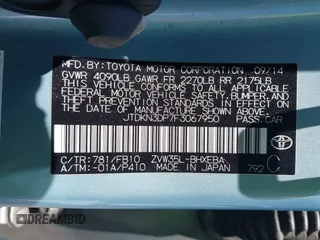 MFD.BY:TOYOTA MOTOR CORPORATION 09/14
GVWR 4090LB GAWR FR 2270LB RR 2175LB
THIS VEHICLE CONFORMS TO ALL APPLICABLE
FEDERAL MOTOR VEHICLE SAFETY, BUMPER, AND
THEFT PREVENTION STANDARDS IN EFFECT ON THE
DATE OF MANUFACTURE SHOWN ABOVE.
JTDKN3DP7F3067950 PASS.CAR
C/TR:781/FB10 ZVW35L-BHXEBA
A/TM:-01A/P410 MADE IN JAPAN 792 C
TOYOTA
DREAMBID